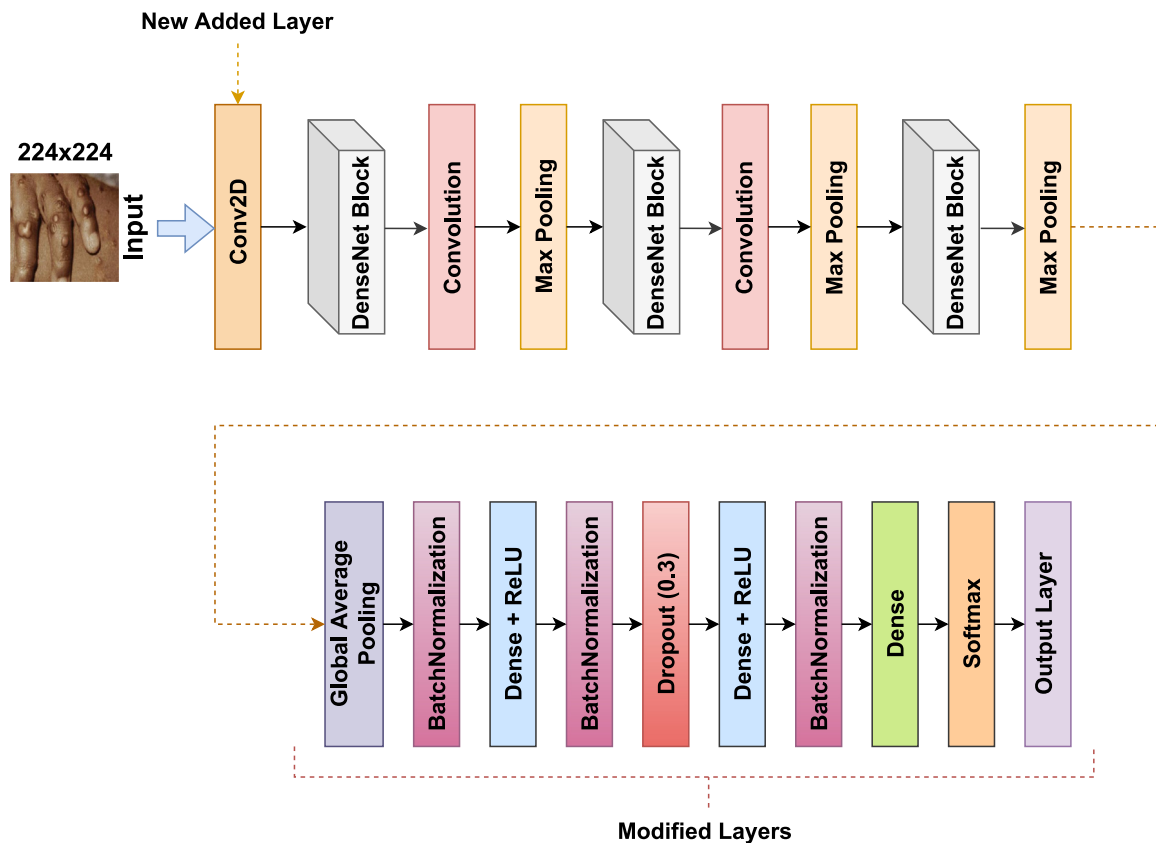 New Added Layer
224x224
Input
Conv2D
DenseNet Block
Convolution
Max Pooling
DenseNet Block
Convolution
Max Pooling
DenseNet Block
Max Pooling
Global Average
Pooling
BatchNormalization
Dense + ReLU
BatchNormalization
Dropout (0.3)
Dense + ReLU
BatchNormalization
Dense
Softmax
Output Layer
Modified Layers